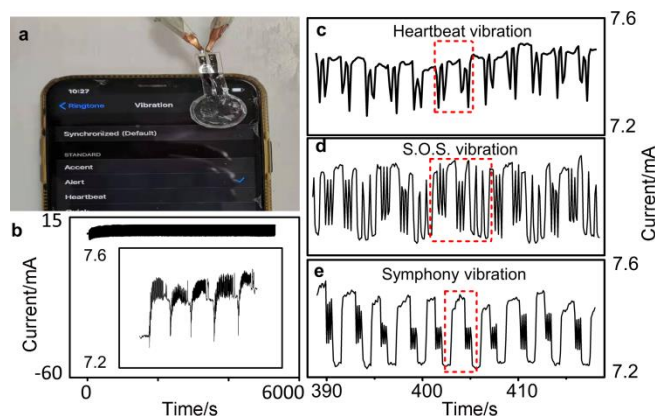 a
10:27
Ringtone
Vibration
Synchronized (Default)
STANDARD
Accent
Alert
Heartbeat
b
15
-60
7.6
7.2
Current/mA
0
6000
Time/s
c
Heartbeat vibration
7.6
7.2
d
S.O.S. vibration
e
Symphony vibration
7.6
7.2
Current/mA
390
400
410
Time/s